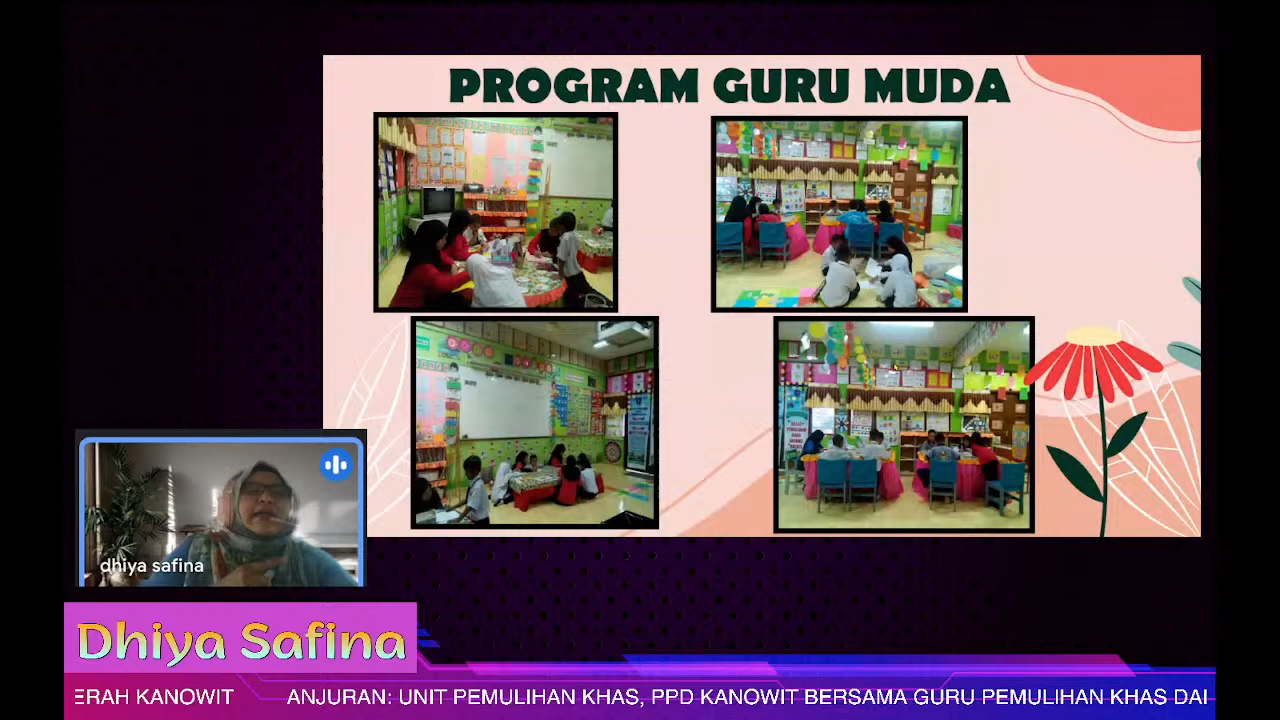 PROGRAM GURU MUDA
dhiya safina
Dhiya Safina
ERAH KANOWIT ANJURAN: UNIT PEMULIHAN KHAS, PPD KANOWIT BERSAMA GURU PEMULIHAN KHAS DAI